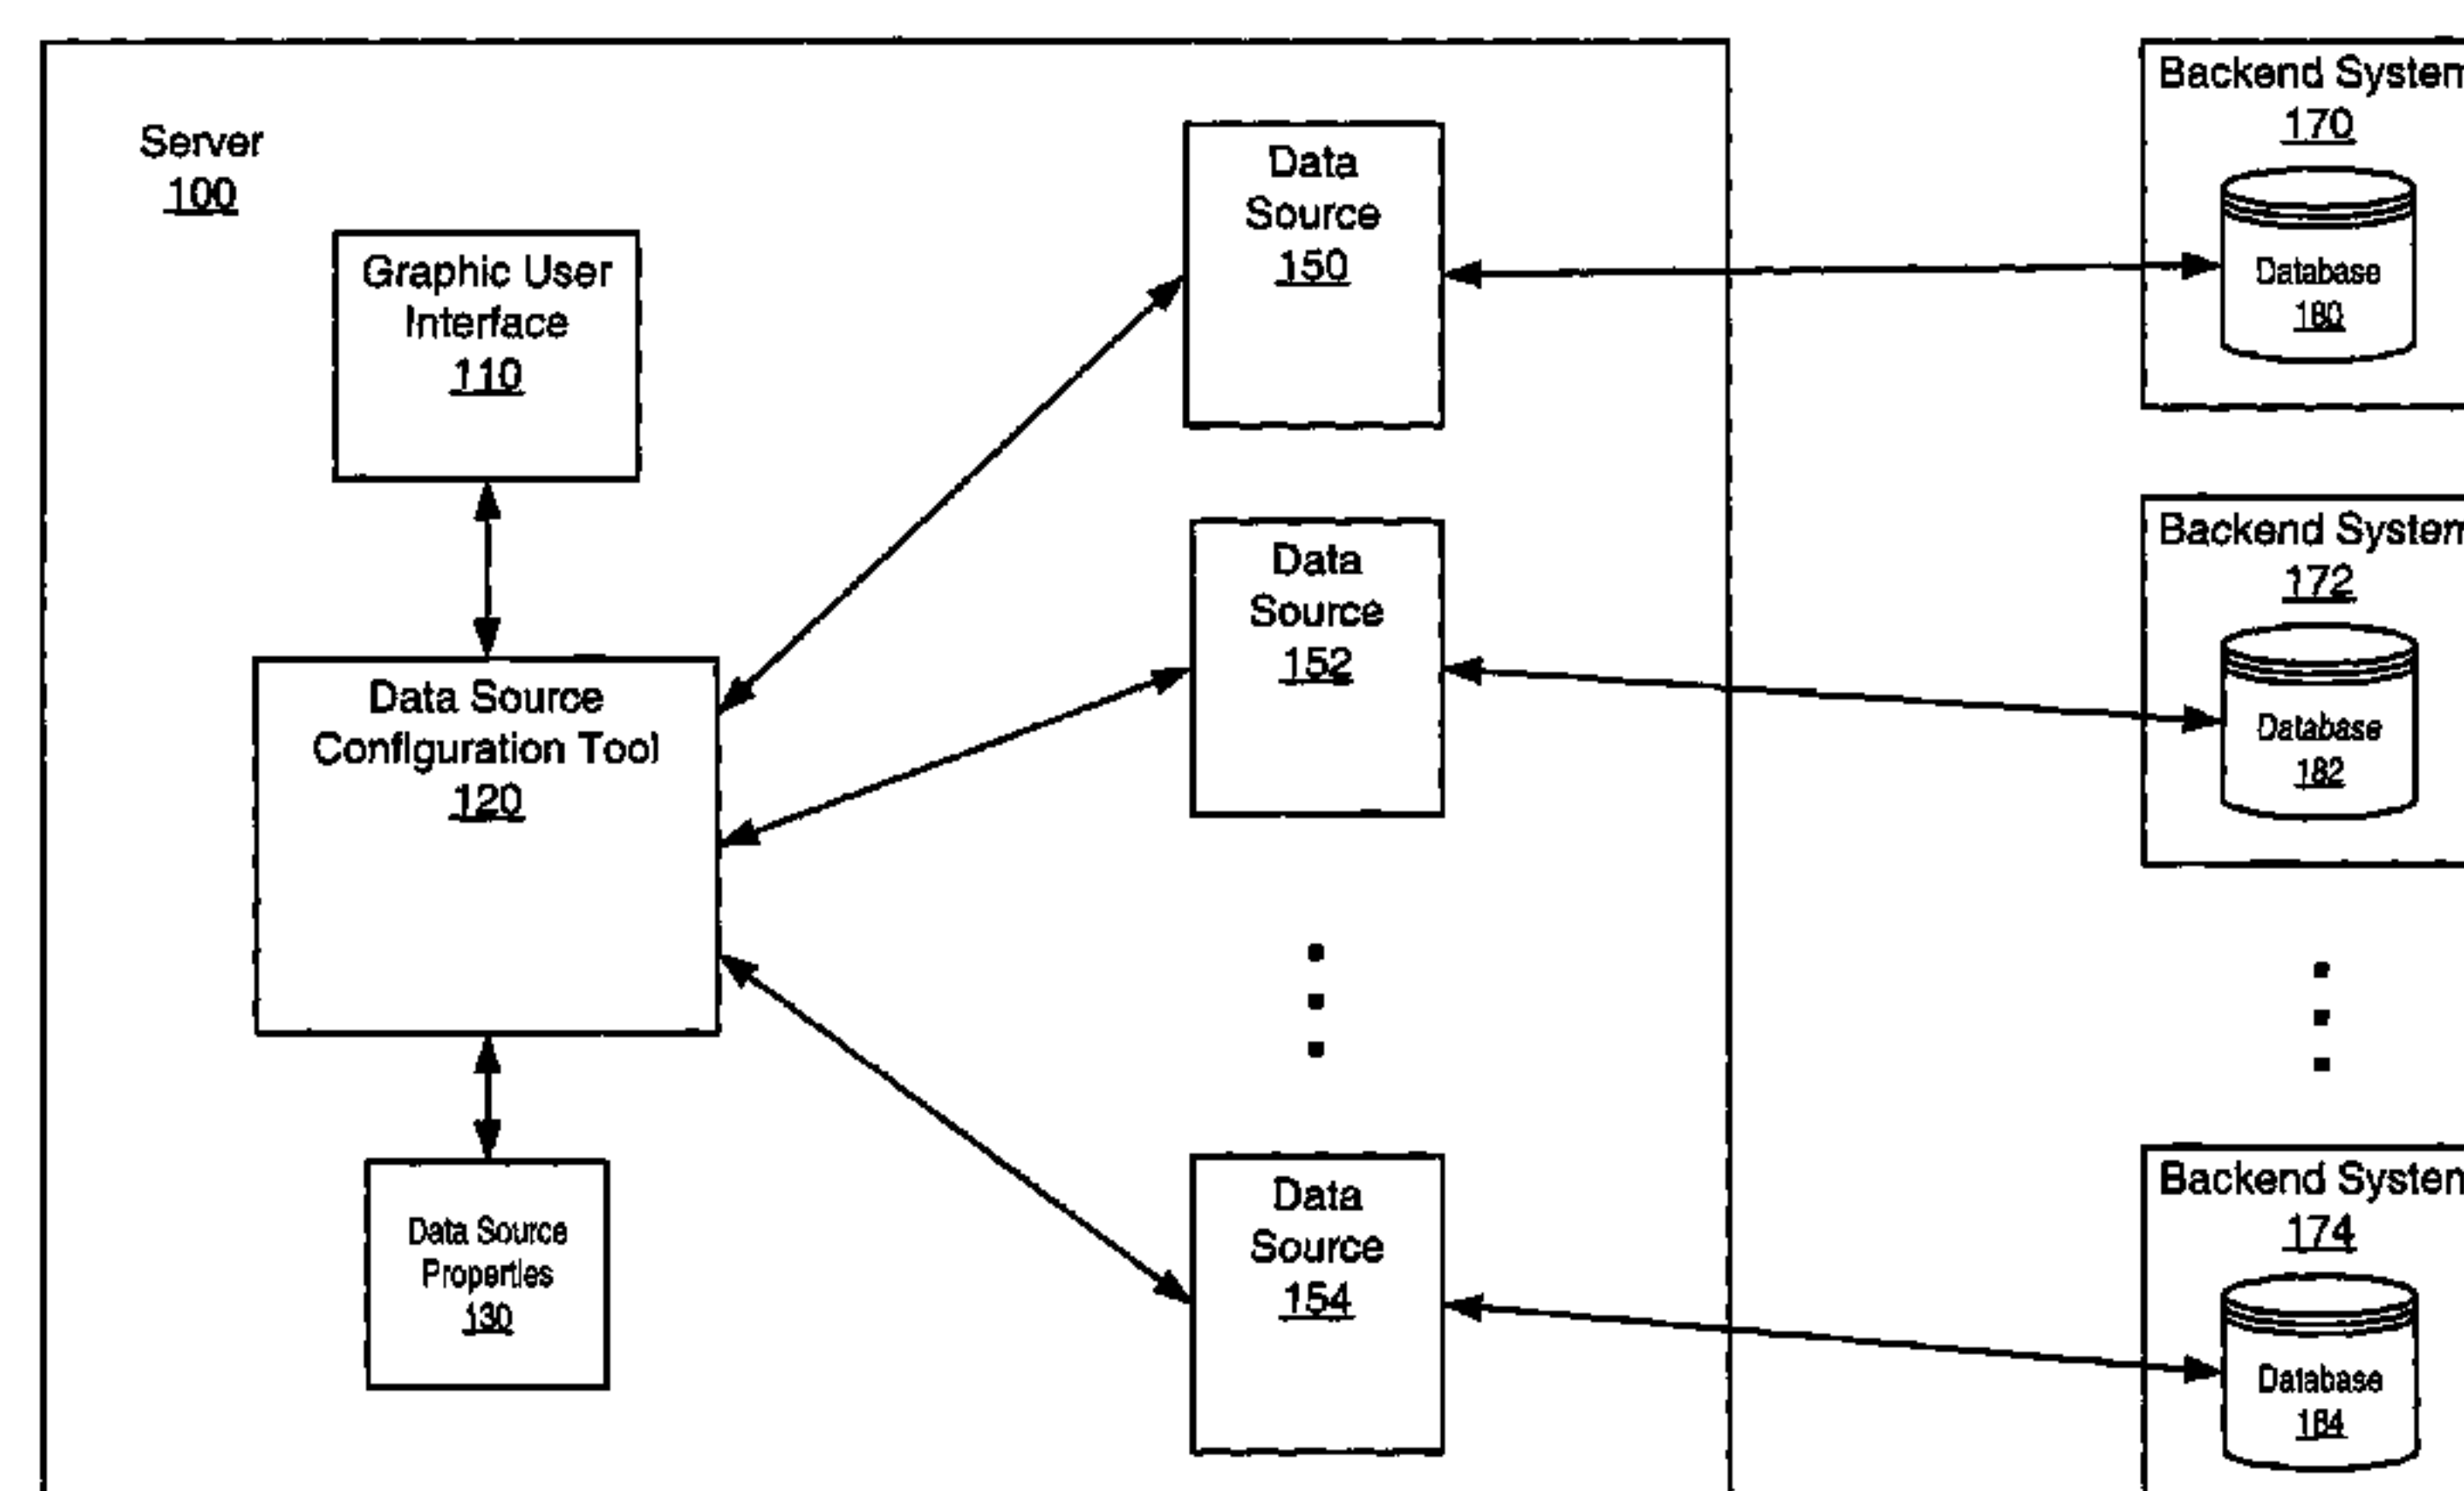 Server
100
Graphic User
Interface
110
Data Source
Configuration Tool
120
Data Source
Properties
130
Data
Source
150
Data
Source
152
Data
Source
154
Backend System
170
Database
180
Backend System
172
Database
182
Backend System
174
Database
184